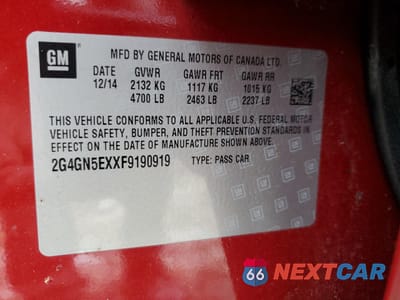 GM
MFD BY GENERAL MOTORS OF CANADA LTD.
DATE GVWR GAWR FRT GAWR RR
12/14 2132 KG 1117 KG 1015 KG
4700 LB 2463 LB 2237 LB
THIS VEHICLE CONFORMS TO ALL APPLICABLE U.S. FEDERAL MOTOR
VEHICLE SAFETY, BUMPER, AND THEFT PREVENTION STANDARDS
IN EFFECT ON THE DATE OF MANUFACTURE SHOWN ABOVE.
2G4GN5EXXF9190919 TYPE: PASS CAR
66 NEXTCAR